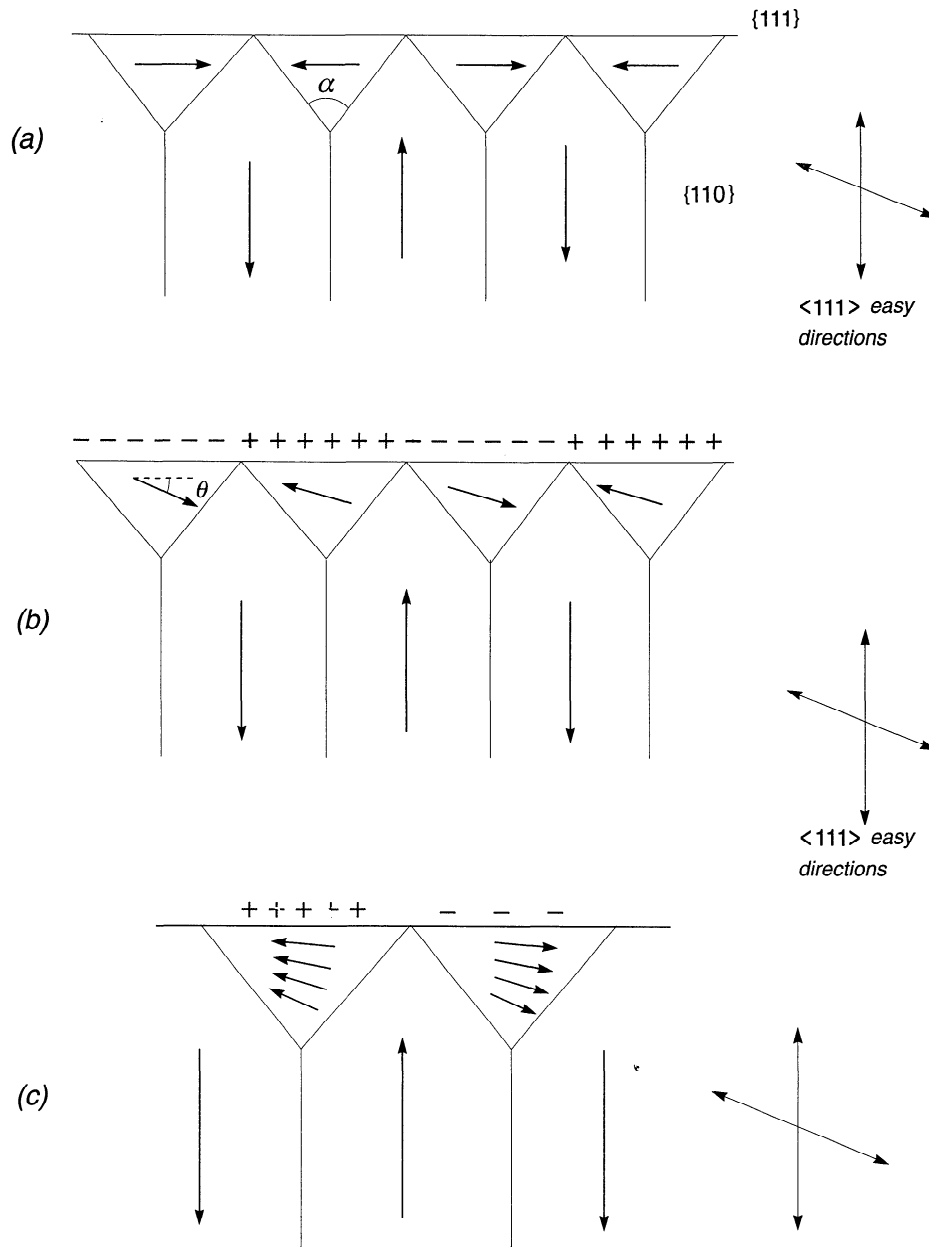 {111}
α
(a)
{110}
<111> easy
directions
- - - - - - + + + + + + - - - - - - + + + + + +
θ
(b)
<111> easy
directions
+ + + + + - - -
(c)